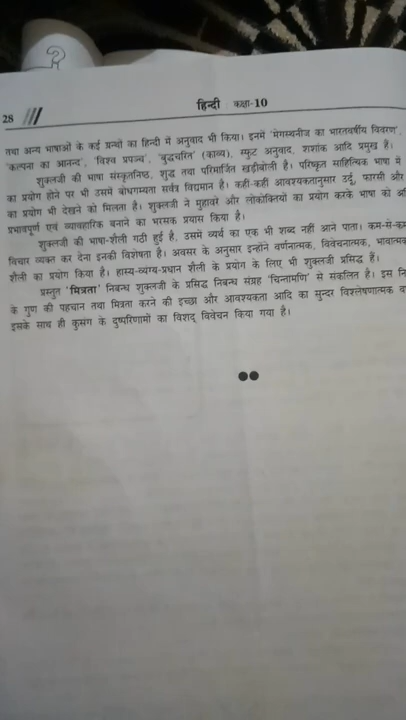 28
हिन्दी कक्षा-10
तथा अन्य भाषाओं के कई ग्रन्थों का हिन्दी में अनुवाद भी किया। इनमें 'मेगस्थनीज का भारतवर्षीय विवरण',
'कल्पना का आनन्द', 'विश्व प्रपञ्च', 'बुद्धचरित' (काव्य), स्फुट अनुवाद, शशांक आदि प्रमुख हैं।
शुक्लजी की भाषा संस्कृतनिष्ठ, शुद्ध तथा परिमार्जित खड़ीबोली है। परिष्कृत साहित्यिक भाषा में
का प्रयोग होने पर भी उसमें बोधगम्यता सर्वत्र विद्यमान है। कहीं-कहीं आवश्यकतानुसार उर्दू, फारसी और
का प्रयोग भी देखने को मिलता है। शुक्लजी ने मुहावरे और लोकोक्तियों का प्रयोग करके भाषा को
प्रभावपूर्ण एवं व्यावहारिक बनाने का भरसक प्रयास किया है।
शुक्लजी की भाषा-शैली गठी हुई है, उसमें व्यर्थ का एक भी शब्द नहीं आने पाता। कम-से-कम
विचार व्यक्त कर देना इनकी विशेषता है। अवसर के अनुसार इन्होंने वर्णनात्मक, विवेचनात्मक,
शैली का प्रयोग किया है। हास्य-व्यंग्य-प्रधान शैली के प्रयोग के लिए भी शुक्लजी प्रसिद्ध हैं।
प्रस्तुत 'मित्रता' निबन्ध शुक्लजी के प्रसिद्ध निबन्ध संग्रह 'चिन्तामणि' से संकलित है। इस
के गुण की पहचान तथा मित्रता करने की इच्छा और आवश्यकता आदि का सुन्दर विश्लेषणात्मक
इसके साथ ही कुसंग के दुष्परिणामों का विशद् विवेचन किया गया है।